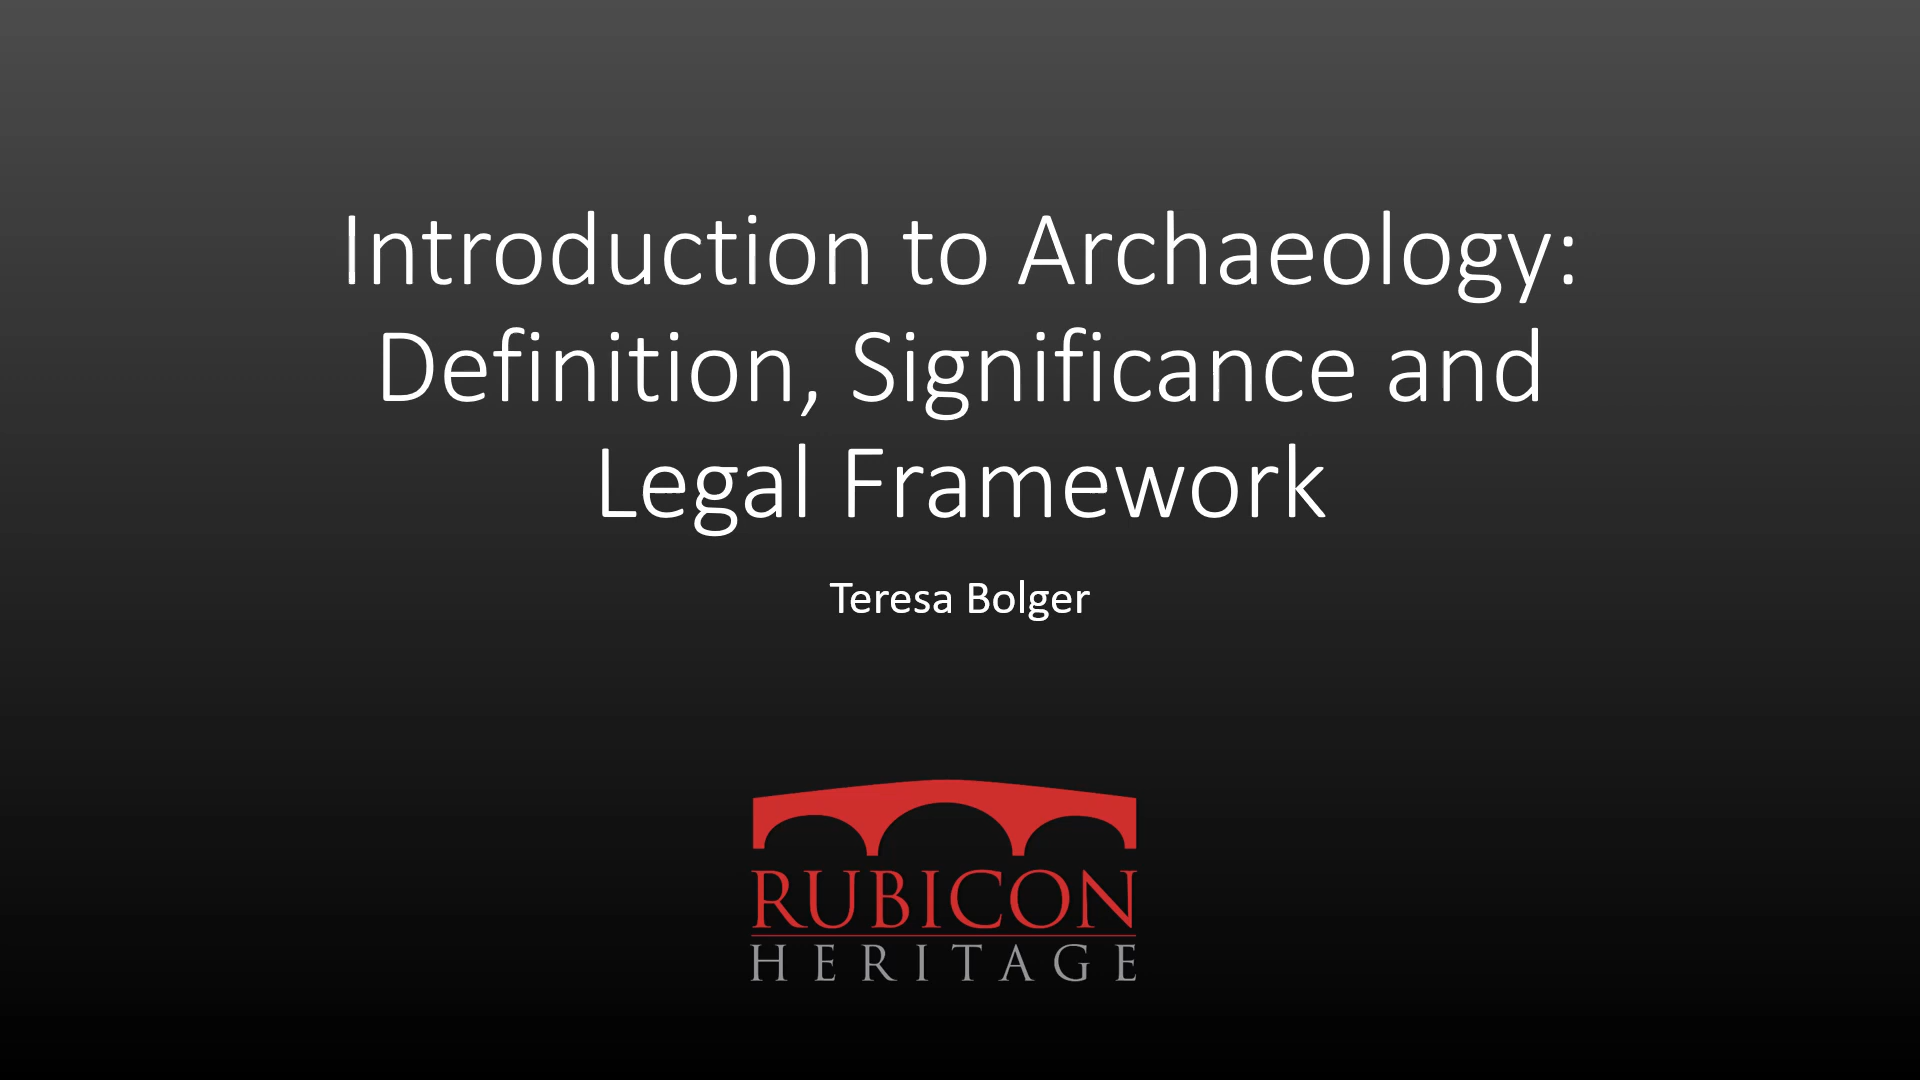 Introduction to Archaeology:
Definition, Significance and
Legal Framework
Teresa Bolger
RUBICON
HERITAGE